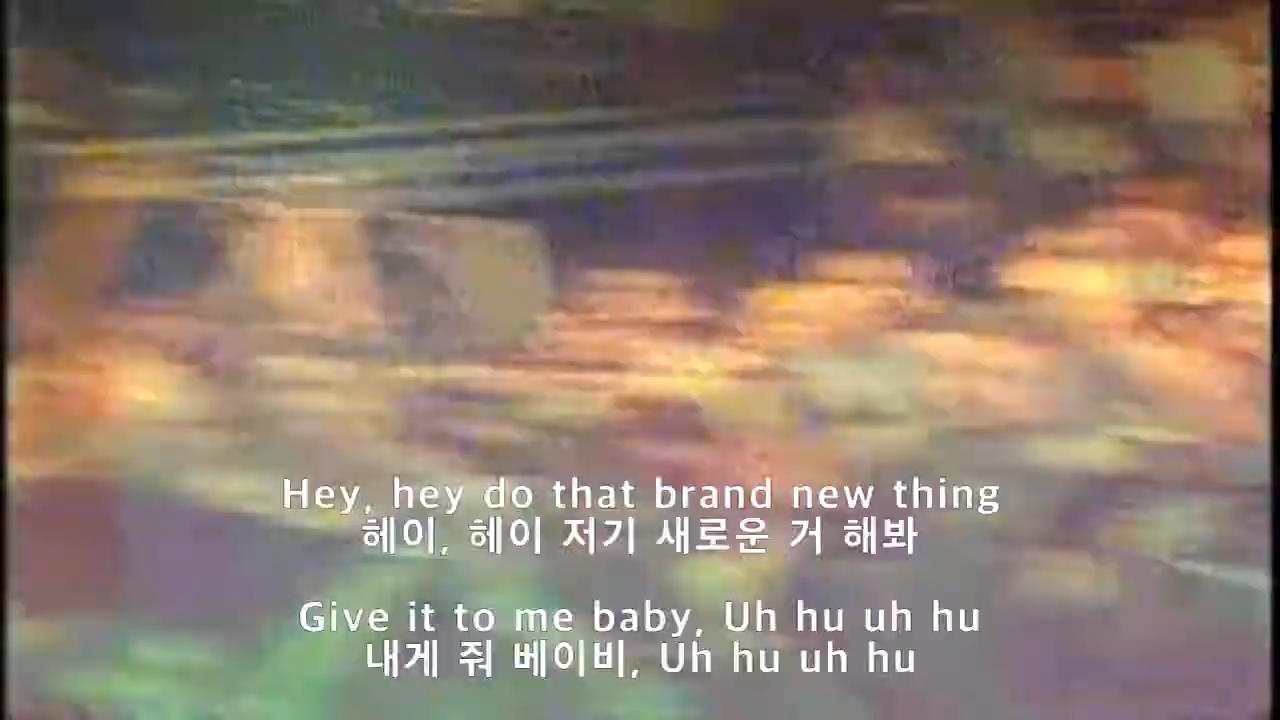 Hey, hey do that brand new thing
헤이, 헤이 저기 새로운 거 해봐
Give it to me baby, Uh hu uh hu
내게 줘 베이비, Uh hu uh hu